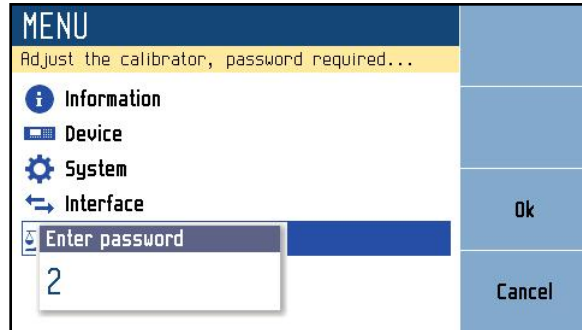 MENU
Adjust the calibrator, password required...
Information
Device
System
Interface
Enter password
2
Ok
Cancel